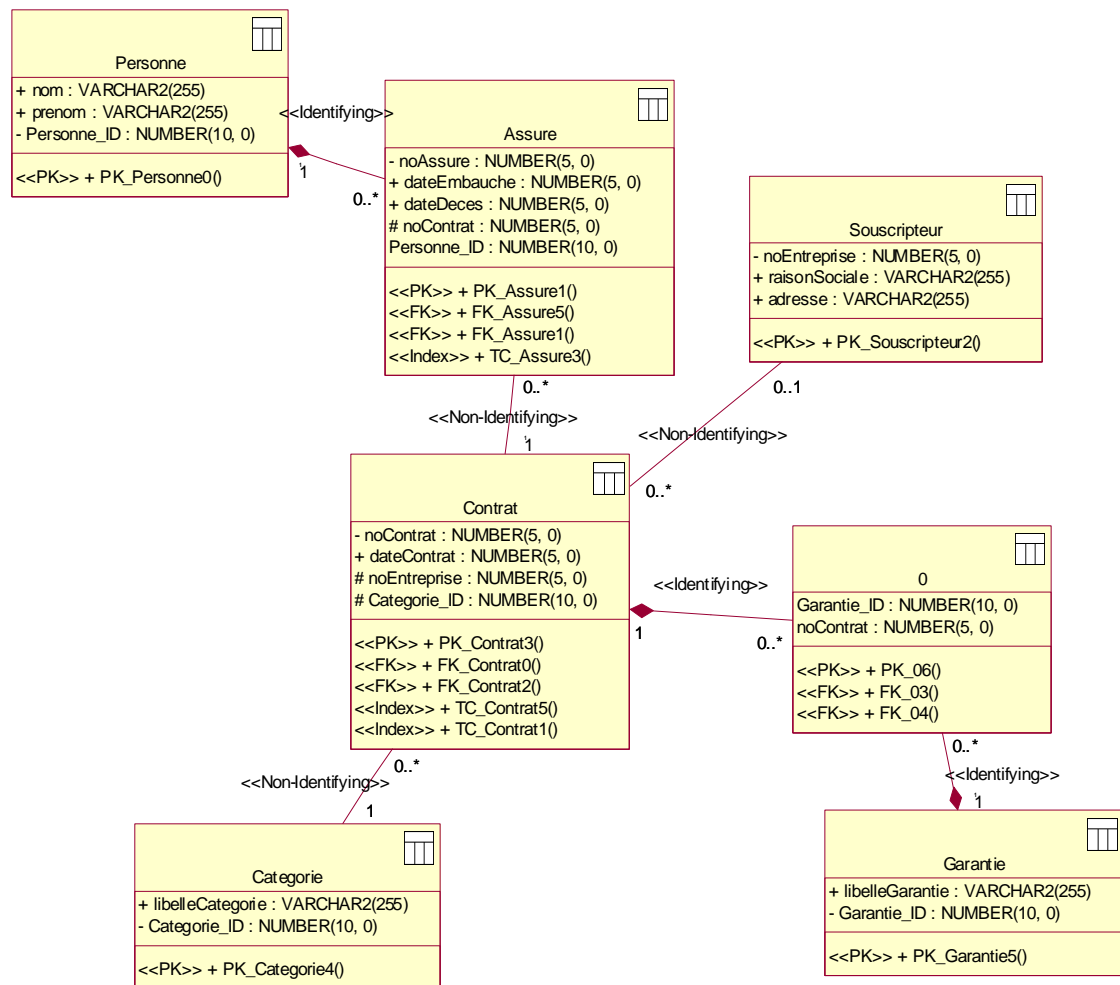 Personne
+ nom : VARCHAR2(255)
+ prenom : VARCHAR2(255)
- Personne_ID : NUMBER(10, 0)
<<PK>> + PK_Personne0()
<<Identifying>>
1
0..*
Assure
- noAssure : NUMBER(5, 0)
+ dateEmbauche : NUMBER(5, 0)
+ dateDeces : NUMBER(5, 0)
# noContrat : NUMBER(5, 0)
Personne_ID : NUMBER(10, 0)
<<PK>> + PK_Assure1()
<<FK>> + FK_Assure5()
<<FK>> + FK_Assure1()
<<Index>> + TC_Assure3()
0..*
<<Non-Identifying>>
1
Souscripteur
- noEntreprise : NUMBER(5, 0)
+ raisonSociale : VARCHAR2(255)
+ adresse : VARCHAR2(255)
<<PK>> + PK_Souscripteur2()
0..1
<<Non-Identifying>>
0..*
Contrat
- noContrat : NUMBER(5, 0)
+ dateContrat : NUMBER(5, 0)
# noEntreprise : NUMBER(5, 0)
# Categorie_ID : NUMBER(10, 0)
<<PK>> + PK_Contrat3()
<<FK>> + FK_Contrat0()
<<FK>> + FK_Contrat2()
<<Index>> + TC_Contrat5()
<<Index>> + TC_Contrat1()
<<Identifying>>
1
0..*
0
Garantie_ID : NUMBER(10, 0)
noContrat : NUMBER(5, 0)
<<PK>> + PK_06()
<<FK>> + FK_03()
<<FK>> + FK_04()
0..*
<<Identifying>>
1
0..*
<<Non-Identifying>>
1
Categorie
+ libelleCategorie : VARCHAR2(255)
- Categorie_ID : NUMBER(10, 0)
<<PK>> + PK_Categorie4()
Garantie
+ libelleGarantie : VARCHAR2(255)
- Garantie_ID : NUMBER(10, 0)
<<PK>> + PK_Garantie5()